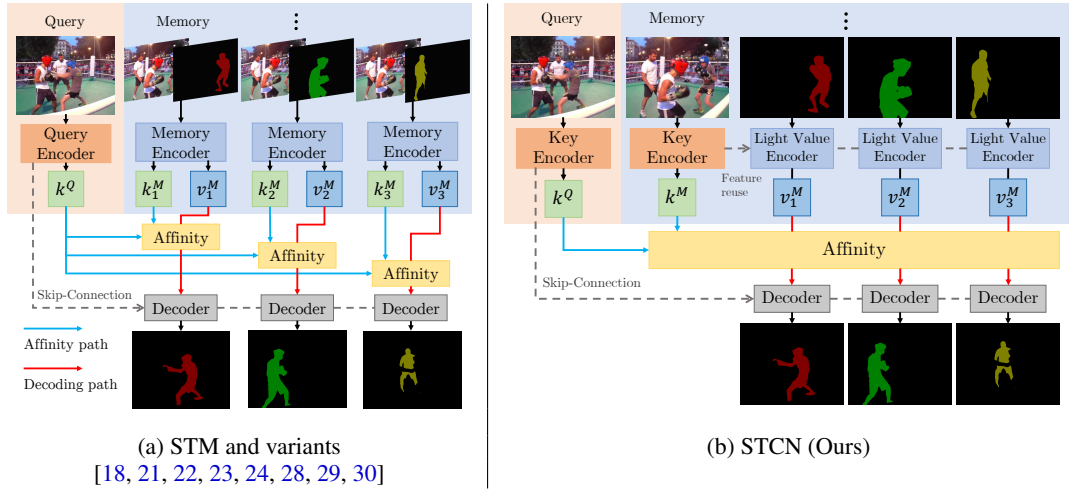 Query
Memory
⋮
Query
Encoder
Memory
Encoder
Memory
Encoder
Memory
Encoder
k^Q
k_1^M
v_1^M
k_2^M
v_2^M
k_3^M
v_3^M
Affinity
Affinity
Affinity
Skip-Connection
Decoder
Decoder
Decoder
Affinity path
Decoding path
(a) STM and variants
[18, 21, 22, 23, 24, 28, 29, 30]
Query
Memory
⋮
Key
Encoder
Key
Encoder
Light Value
Encoder
Light Value
Encoder
Light Value
Encoder
Feature
reuse
k^Q
k^M
v_1^M
v_2^M
v_3^M
Affinity
Skip-Connection
Decoder
Decoder
Decoder
(b) STCN (Ours)